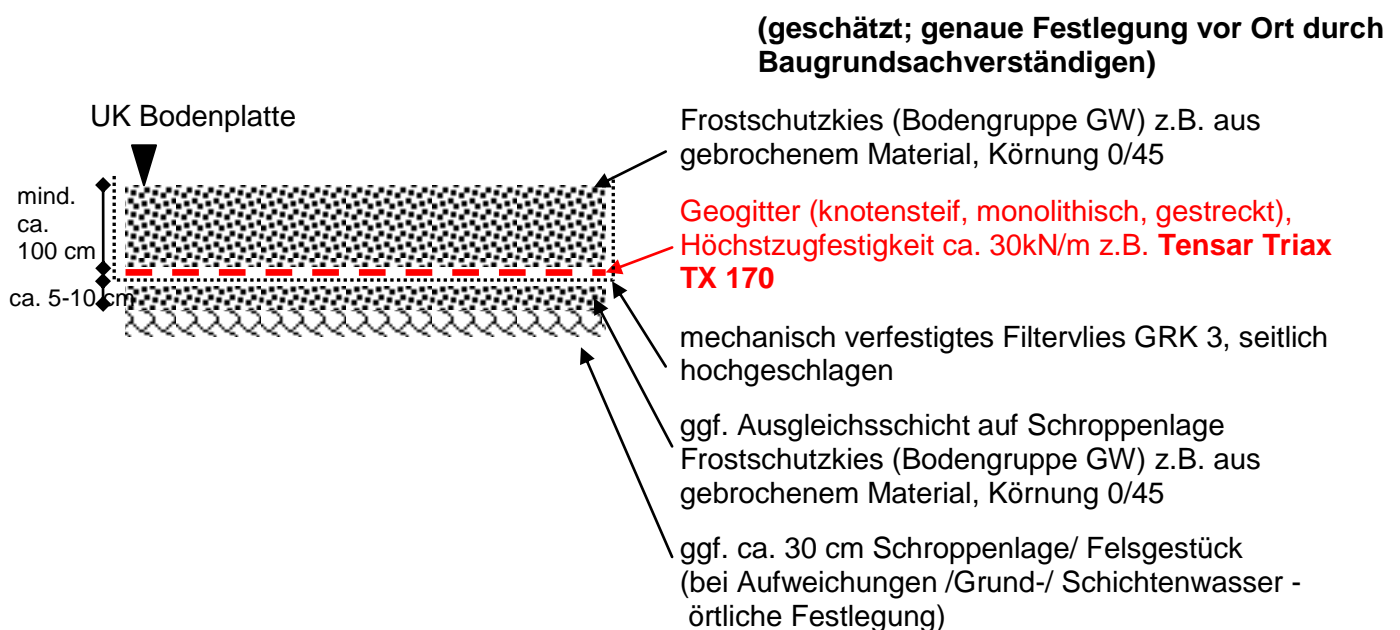 (geschätzt; genaue Festlegung vor Ort durch
Baugrundsachverständigen)
UK Bodenplatte
mind.
ca.
100 cm
ca. 5-10 cm
Frostschutzkies (Bodengruppe GW) z.B. aus
gebrochenem Material, Körnung 0/45
Geogitter (knotensteif, monolithisch, gestreckt),
Höchstzugfestigkeit ca. 30kN/m z.B. Tensar Triax
TX 170
mechanisch verfestigtes Filtervlies GRK 3, seitlich
hochgeschlagen
ggf. Ausgleichsschicht auf Schroppenlage
Frostschutzkies (Bodengruppe GW) z.B. aus
gebrochenem Material, Körnung 0/45
ggf. ca. 30 cm Schroppenlage/ Felsgestück
(bei Aufweichungen /Grund-/ Schichtenwasser -
örtliche Festlegung)